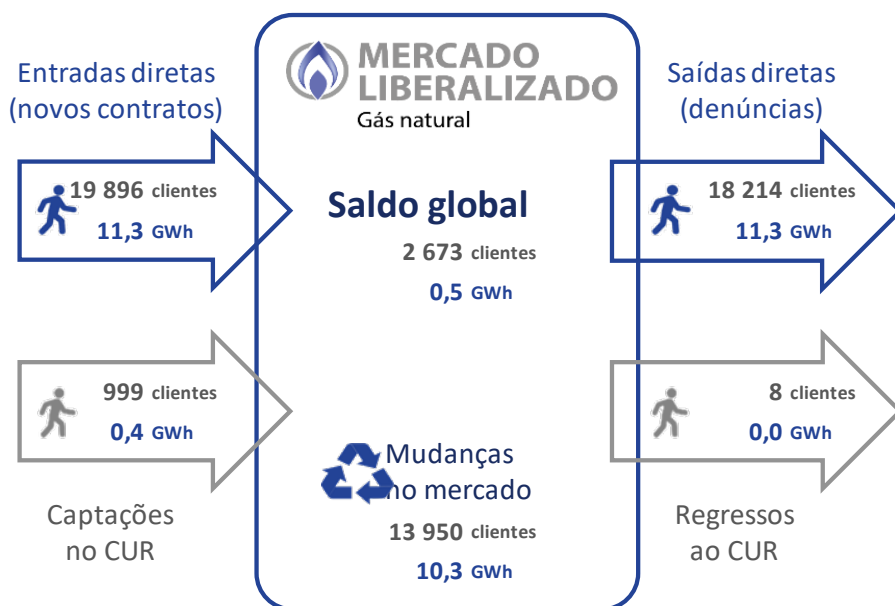 Entradas diretas
(novos contratos)
19 896 clientes
11,3 GWh
999 clientes
0,4 GWh
Captações
no CUR
MERCADO
LIBERALIZADO
Gás natural
Saldo global
2 673 clientes
0,5 GWh
Mudanças
no mercado
13 950 clientes
10,3 GWh
Saídas diretas
(denúncias)
18 214 clientes
11,3 GWh
8 clientes
0,0 GWh
Regressos
ao CUR